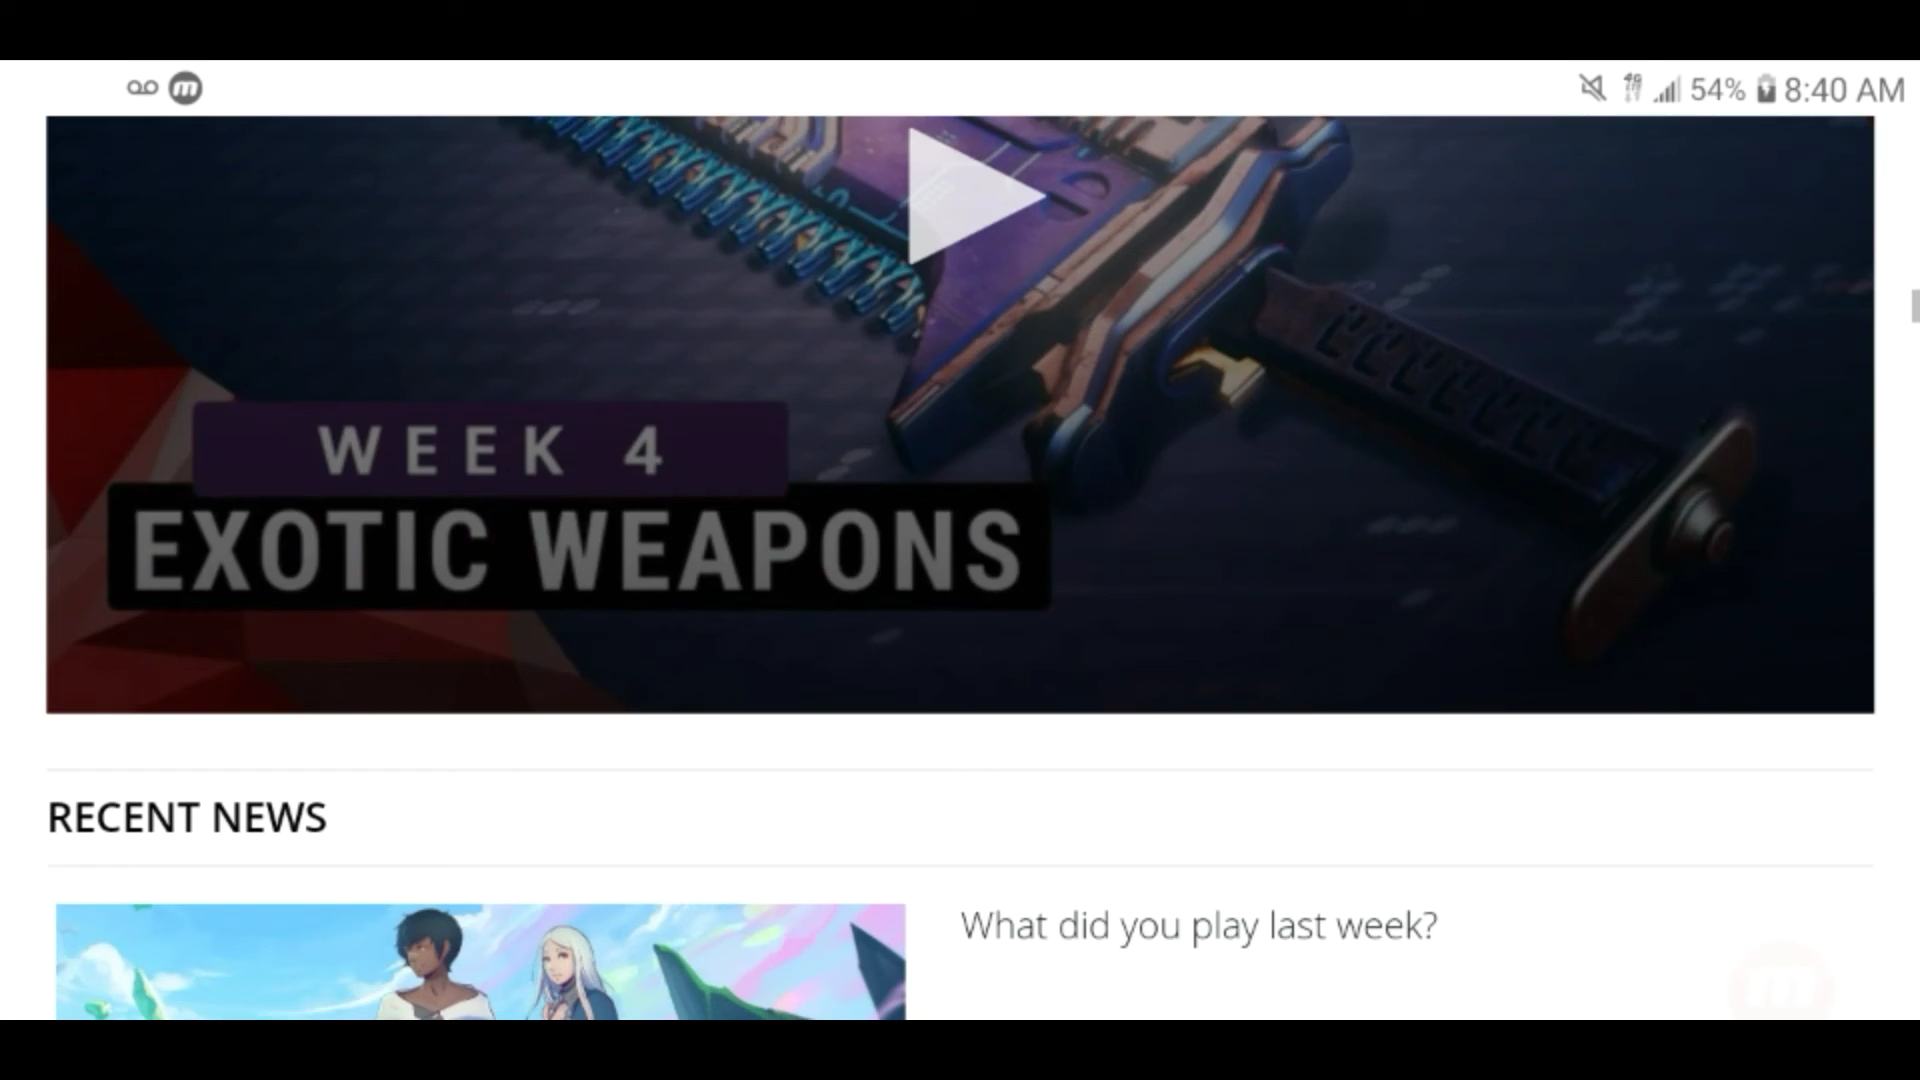 54% 8:40 AM
WEEK 4
EXOTIC WEAPONS
RECENT NEWS
What did you play last week?